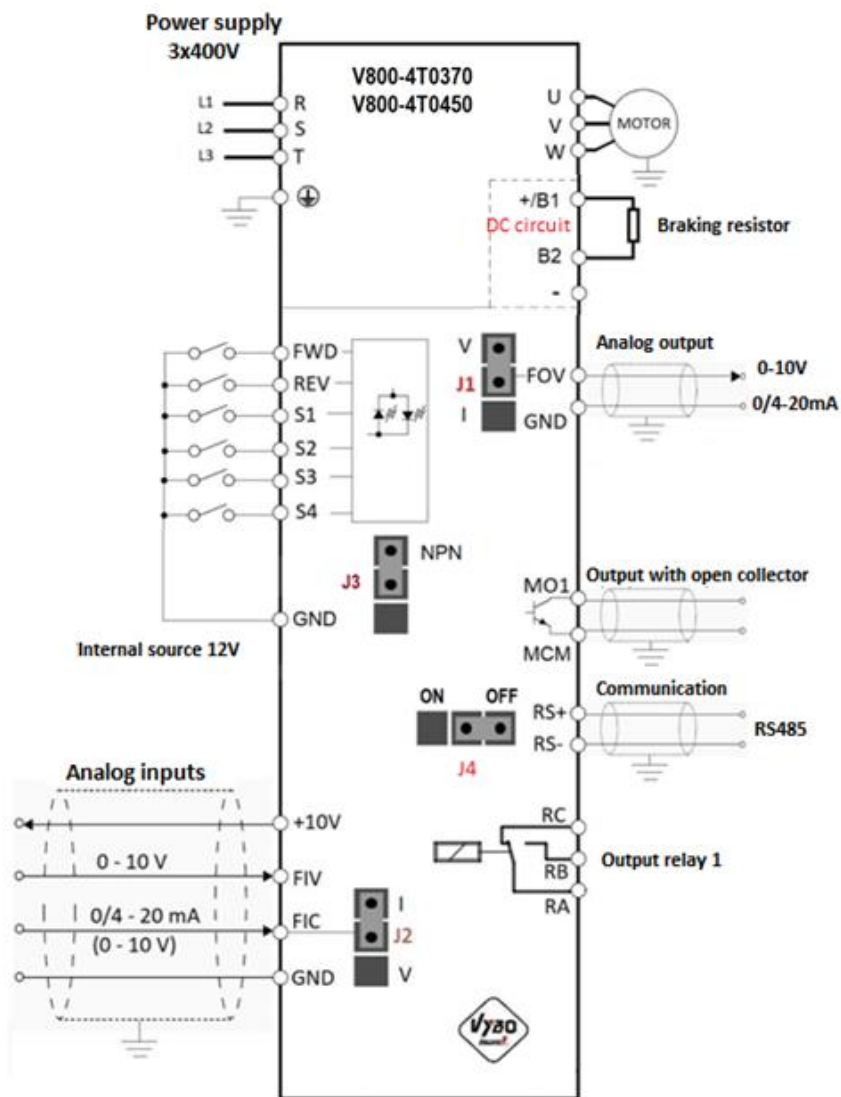 Power supply
3x400V
V800-4T0370
V800-4T0450
L1
R
L2
S
L3
T
U
V
W
MOTOR
+/B1
DC circuit
B2
-
Braking resistor
FWD
REV
S1
S2
S3
S4
V
J1
I
FOV
GND
Analog output
0-10V
0/4-20mA
NPN
J3
GND
Internal source 12V
MO1
MCM
Output with open collector
ON
OFF
J4
RS+
RS-
Communication
RS485
Analog inputs
+10V
0 - 10 V
FIV
0/4 - 20 mA
(0 - 10 V)
FIC
GND
I
J2
V
RC
RB
RA
Output relay 1
VYBO